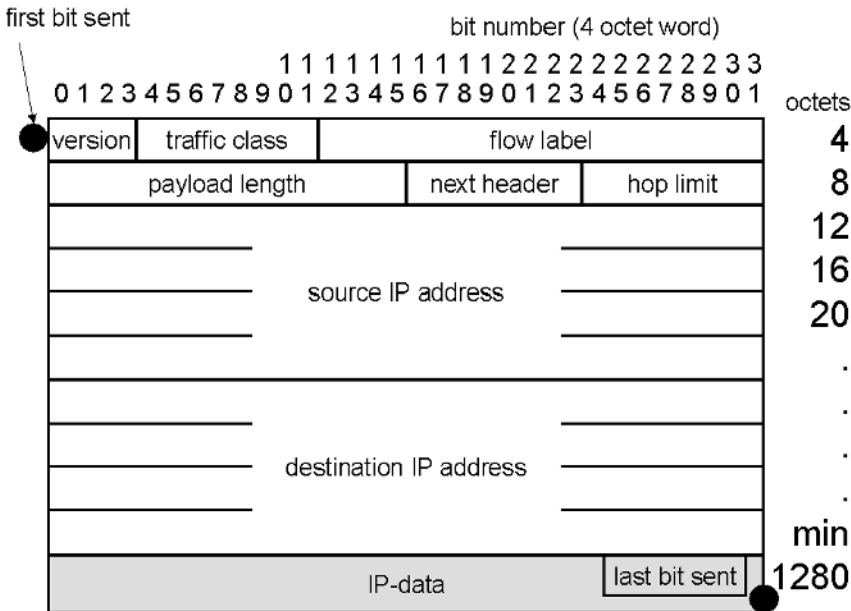 first bit sent
bit number (4 octet word)
1 1 1 1 1 1 1 1 1 1 2 2 2 2 2 2 2 2 2 2 3 3
0 1 2 3 4 5 6 7 8 9 0 1 2 3 4 5 6 7 8 9 0 1 2 3 4 5 6 7 8 9 0 1
octets
version traffic class flow label 4
payload length next header hop limit 8
12
16
source IP address
20
.
.
destination IP address
.
.
min
IP-data last bit sent 1280